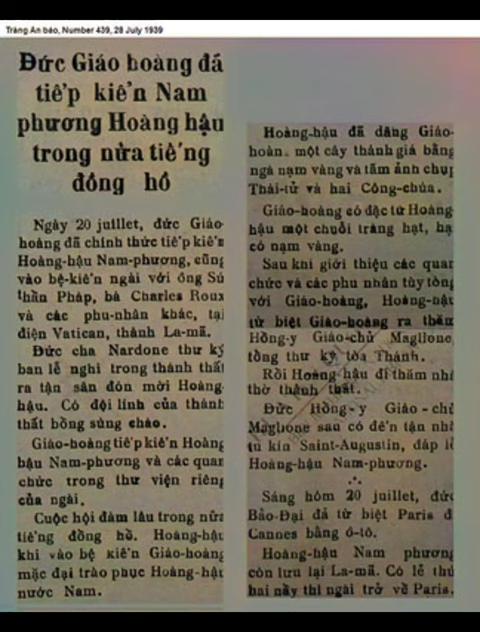 Tràng An báo, Number 439, 28 July 1939
Đức Giáo hoàng đã
tiếp kiến Nam
phương Hoàng hậu
trong nửa tiếng
đồng hồ
Ngày 20 juillet, đức Giáo-
hoàng đã chính thức tiếp kiến
Hoàng-hậu Nam-phương, cũng
vào bệ-kiến ngài với ông Sứ
thần Pháp, bà Charles Roux
và các phu-nhân khác, tại
điện Vatican, thành La-mã.
Đức cha Nardone thư ký
ban lễ nghi trong thành thất
ra tận sân đón mời Hoàng-
hậu. Có đội lính của thành
thất bồng súng chào.
Giáo-hoàng tiếp kiến Hoàng
hậu Nam-phương và các quan
chức trong thư viện riêng
của ngài.
Cuộc hội đàm lâu trong nửa
tiếng đồng hồ. Hoàng-hậu
khi vào bệ kiến Giáo-hoàng
mặc đại trào phục Hoàng-hậu
nước Nam.
Hoàng-hậu đã dâng Giáo-
hoàn. một cây thánh giá bằng
ngà nạm vàng và tấm ảnh chụp
Thái-tử và hai Công-chúa.
Giáo-hoàng có đặc tứ Hoàng
hậu một chuỗi tràng hạt, hạt
có nạm vàng.
Sau khi giới thiệu các quan
chức và các phu nhân tùy tòng
với Giáo-hoàng, Hoàng-hậu
từ biệt Giáo-hoàng ra thăm
Hồng-y Giáo-chủ Maglione,
tổng thư ký tòa Thánh.
Rồi Hoàng-hậu đi thăm nhà
thờ thành thất.
Đức Hồng-y Giáo-chủ
Maglione sau có đến tận nhà
tu kín Saint-Augustin, đáp lễ
Hoàng-hậu Nam-phương.
Sáng hôm 20 juillet, đức
Bảo-Đại đã từ biệt Paris đi
Cannes bằng ô-tô.
Hoàng-hậu Nam phương
còn lưu lại La-mã. Có lẽ thứ
hai nầy thì ngài trở về Paris.